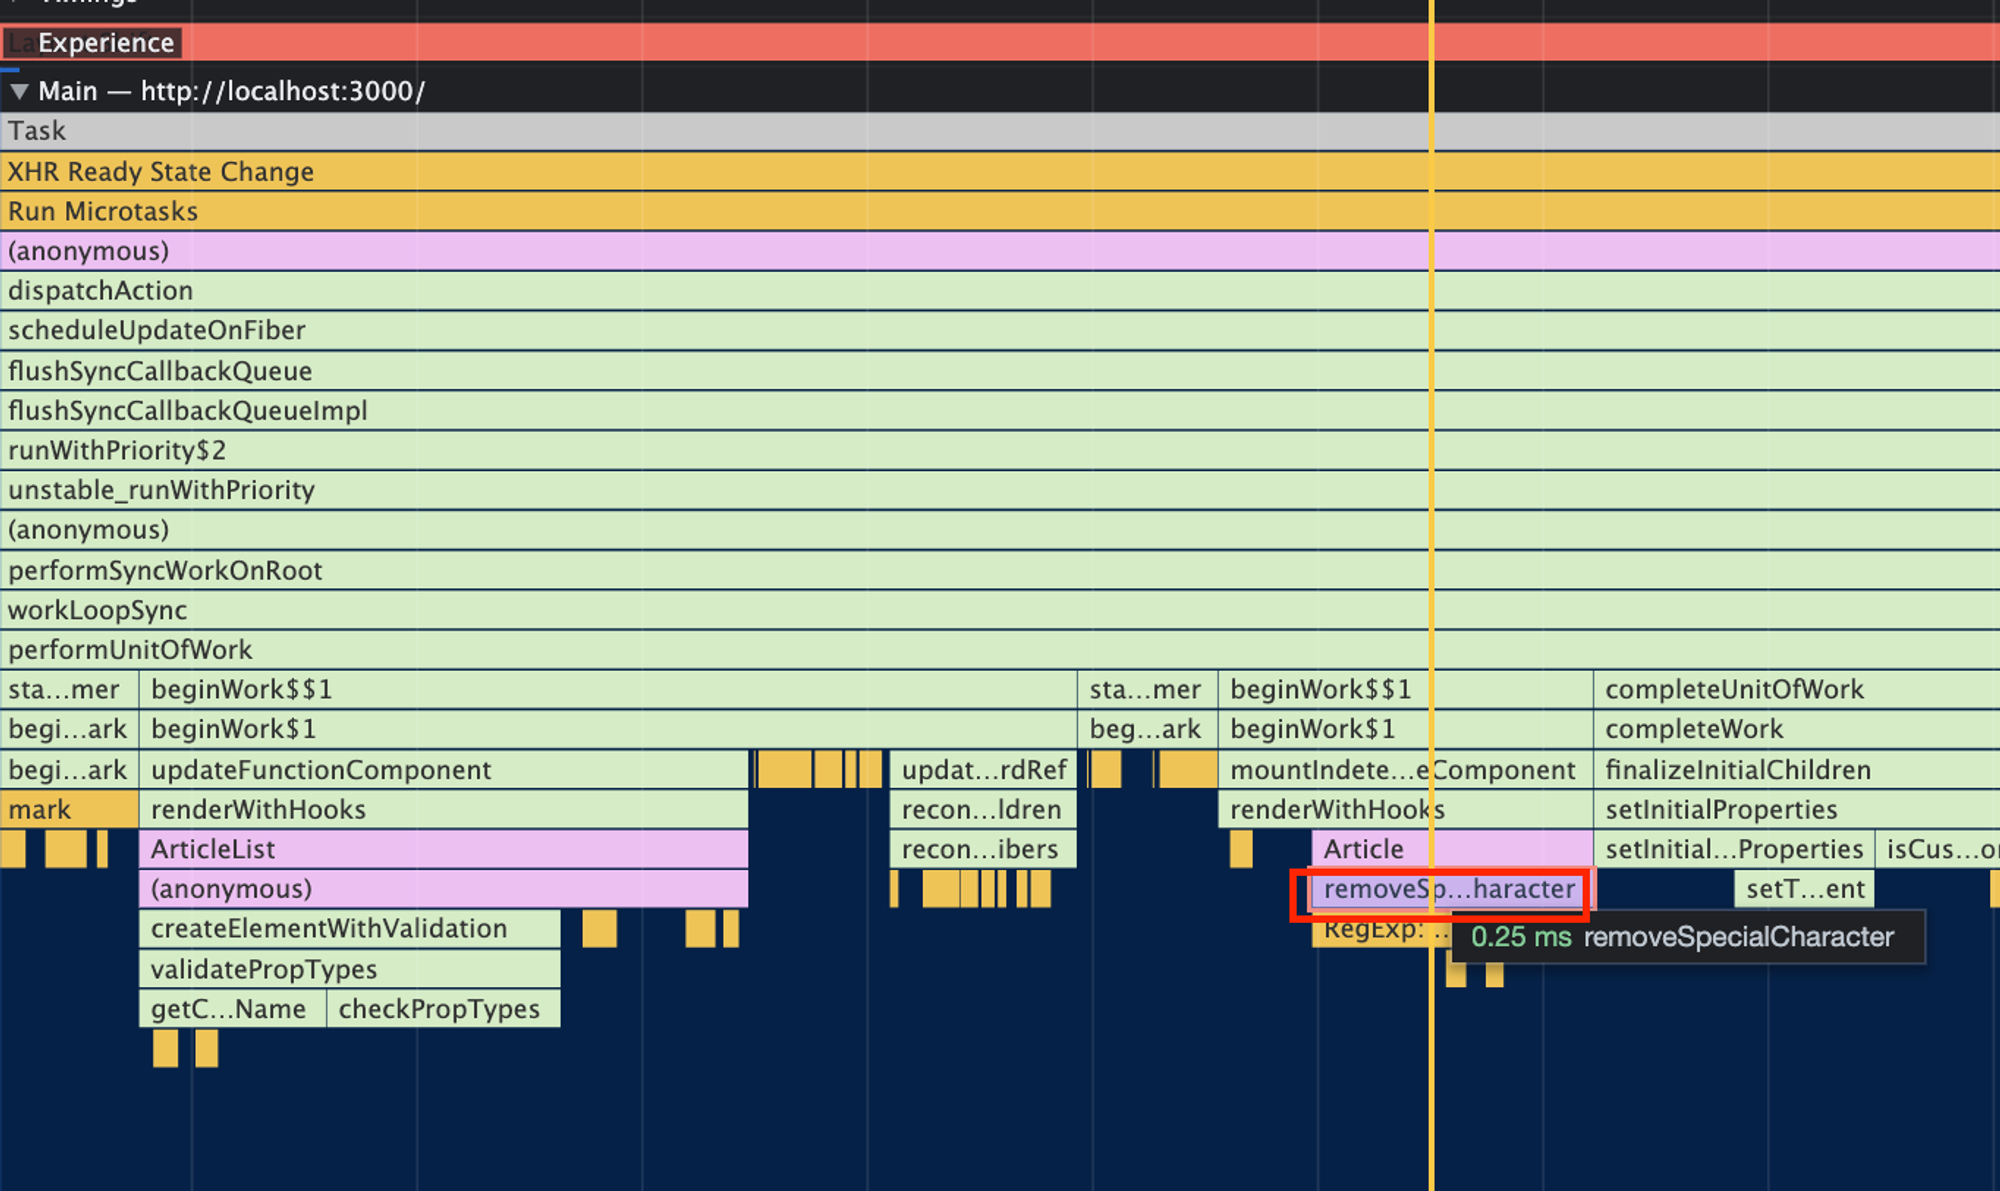 Experience
Main — http://localhost:3000/
Task
XHR Ready State Change
Run Microtasks
(anonymous)
dispatchAction
scheduleUpdateOnFiber
flushSyncCallbackQueue
flushSyncCallbackQueueImpl
runWithPriority$2
unstable_runWithPriority
(anonymous)
performSyncWorkOnRoot
workLoopSync
performUnitOfWork
sta…mer beginWork$$1 sta…mer beginWork$$1 completeUnitOfWork
begi…ark beginWork$1 beg…ark beginWork$1 completeWork
begi…ark updateFunctionComponent updat…rdRef mountIndete…eComponent finalizeInitialChildren
mark renderWithHooks recon…ldren renderWithHooks setInitialProperties
ArticleList recon…ibers Article setInitial…Properties isCus…
(anonymous) removeSp…haracter setT…ent
createElementWithValidation RegExp: … 0.25 ms removeSpecialCharacter
validatePropTypes
getC…Name checkPropTypes